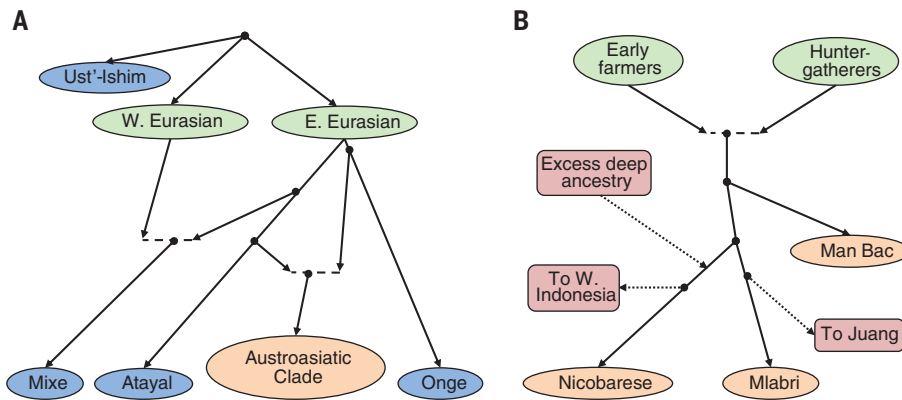 A
Ust'-Ishim
W. Eurasian
E. Eurasian
Mixe
Atayal
Austroasiatic
Clade
Onge
B
Early
farmers
Hunter-
gatherers
Excess deep
ancestry
Man Bac
To W.
Indonesia
To Juang
Nicobarese
Mlabri